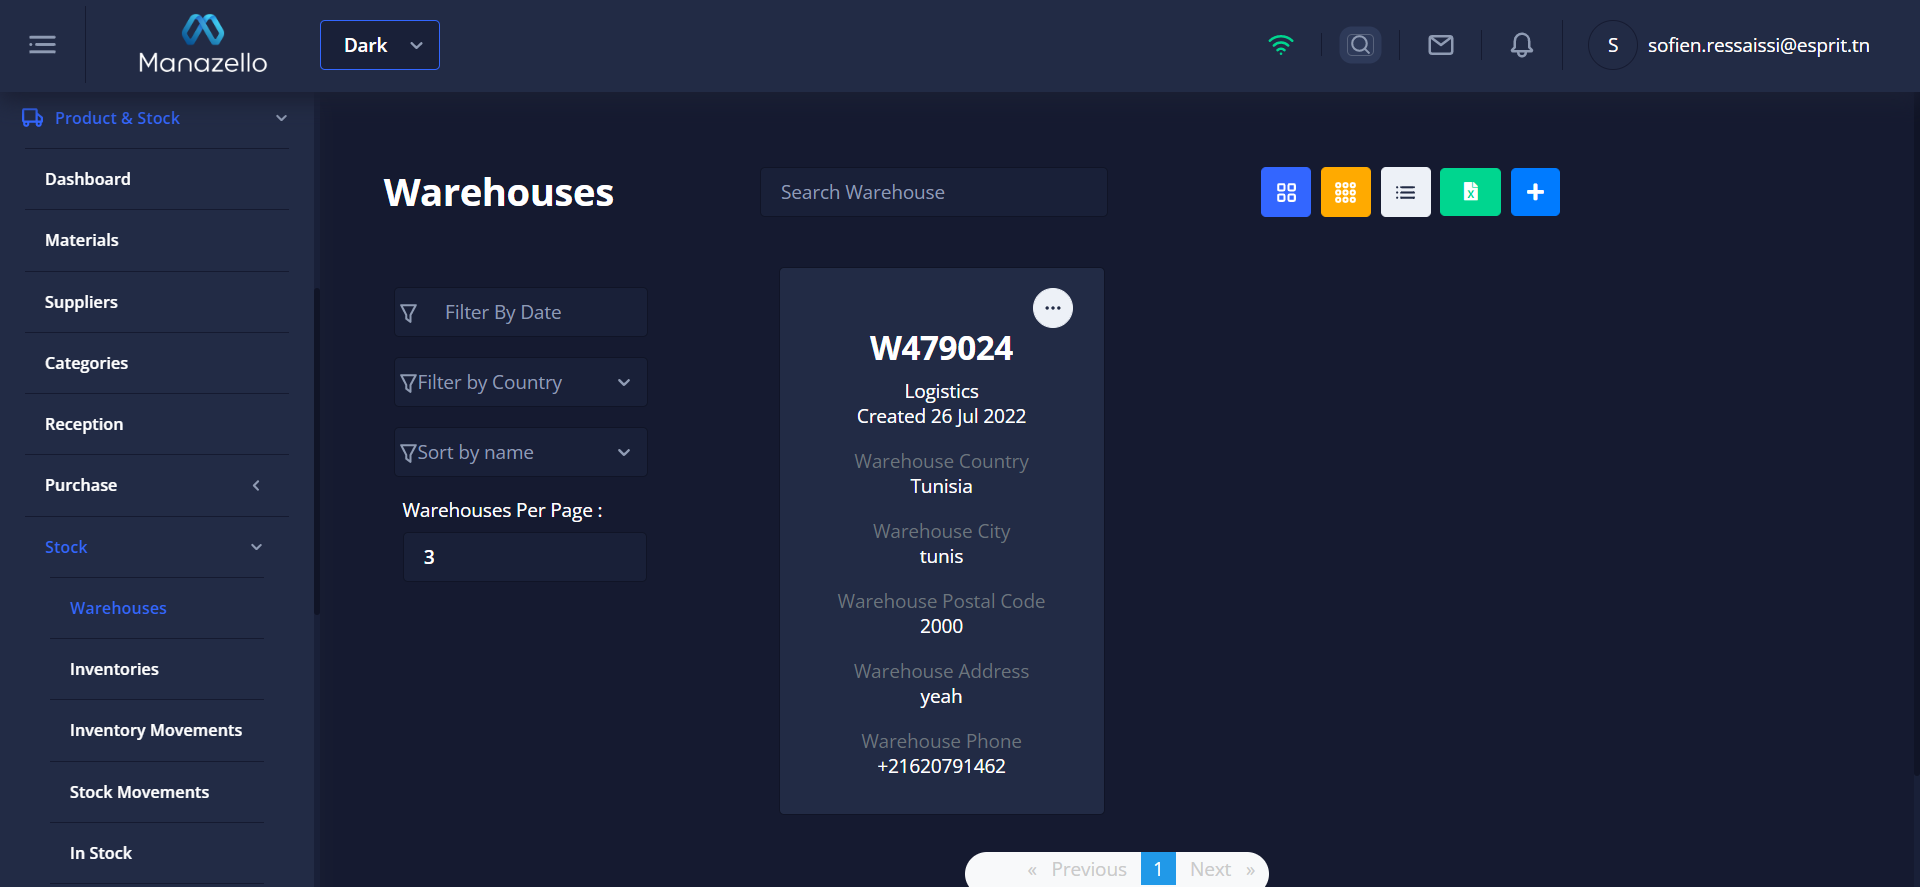 Manazello
Dark
S
sofien.ressaissi@esprit.tn
Product & Stock
Dashboard
Materials
Suppliers
Categories
Reception
Purchase
Stock
Warehouses
Inventories
Inventory Movements
Stock Movements
In Stock
Warehouses
Search Warehouse
Filter By Date
Filter by Country
Sort by name
Warehouses Per Page :
3
W479024
Logistics
Created 26 Jul 2022
Warehouse Country
Tunisia
Warehouse City
tunis
Warehouse Postal Code
2000
Warehouse Address
yeah
Warehouse Phone
+21620791462
« Previous 1 Next »